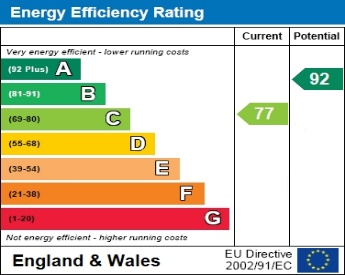 Energy Efficiency Rating
Current Potential
Very energy efficient - lower running costs
(92 Plus) A
(81-91) B
(69-80) C
(55-68) D
(39-54) E
(21-38) F
(1-20) G
92
77
Not energy efficient - higher running costs
England & Wales
EU Directive
2002/91/EC